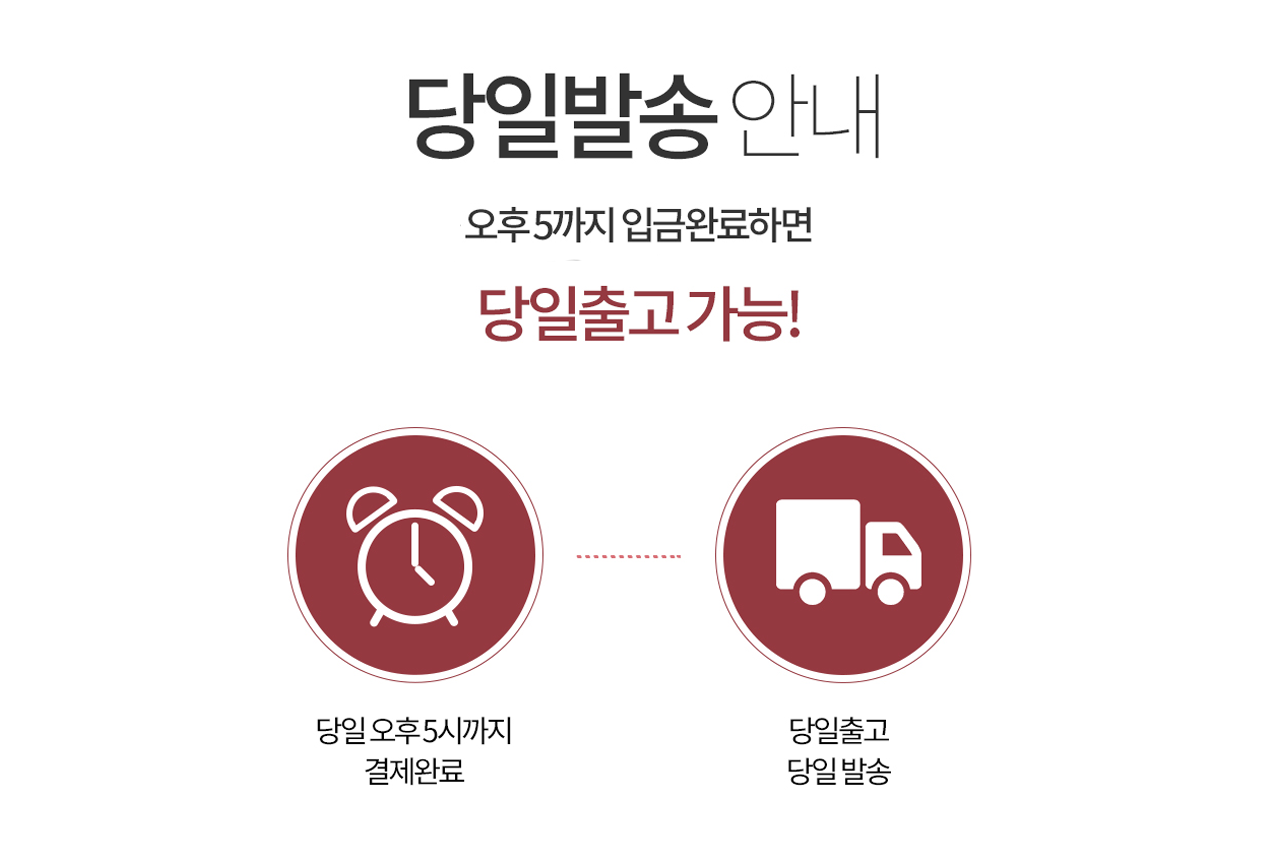 당일발송 안내
오후 5까지 입금완료하면
당일출고 가능!
당일 오후 5시까지
결제완료
당일출고
당일 발송